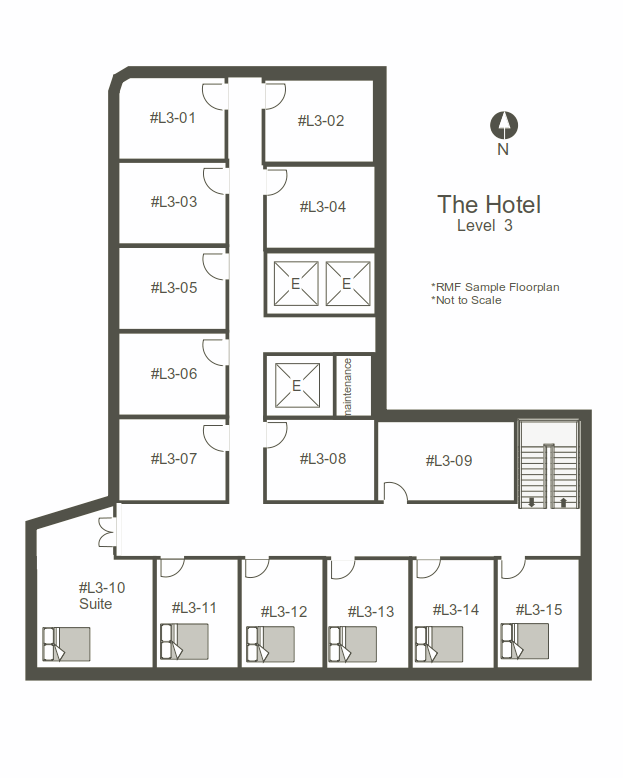 #L3-01
#L3-02
N
#L3-03
#L3-04
The Hotel
Level 3
#L3-05
E
E
*RMF Sample Floorplan
*Not to Scale
#L3-06
E
maintenance
#L3-07
#L3-08
#L3-09
#L3-10
Suite
#L3-11
#L3-12
#L3-13
#L3-14
#L3-15